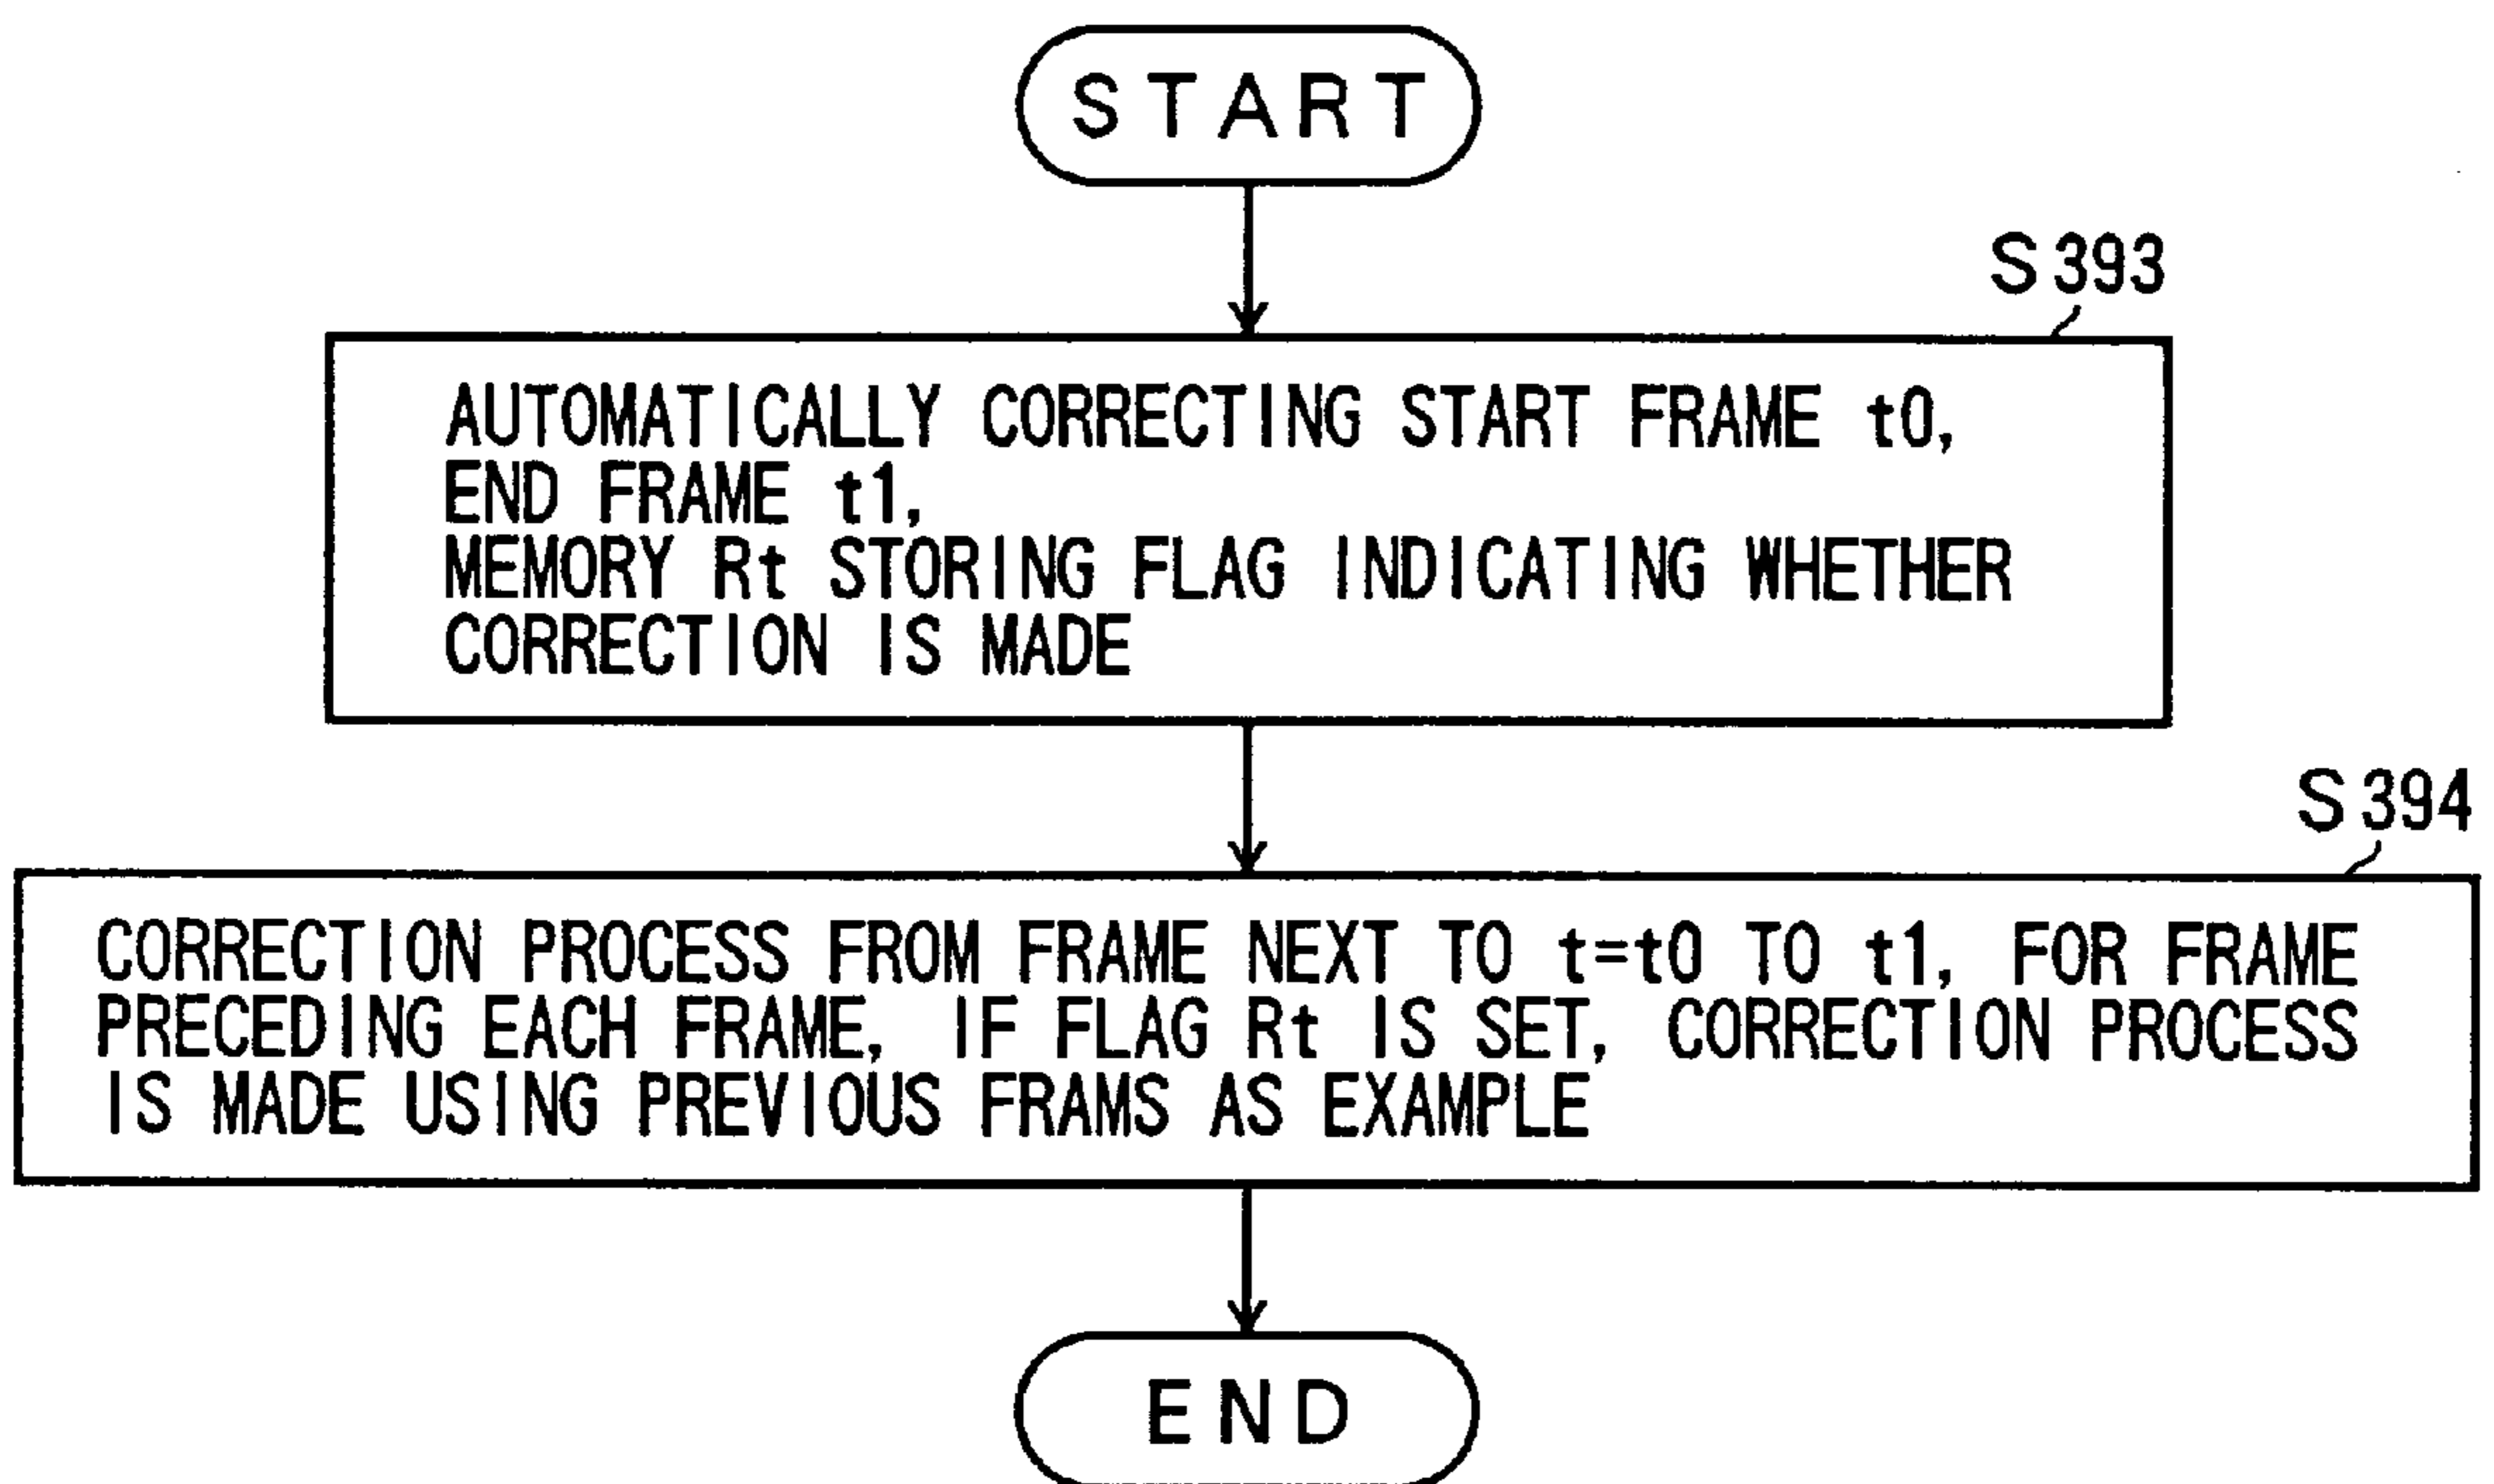 START
S393
AUTOMATICALLY CORRECTING START FRAME t0,
END FRAME t1,
MEMORY Rt STORING FLAG INDICATING WHETHER
CORRECTION IS MADE
S394
CORRECTION PROCESS FROM FRAME NEXT TO t=t0 TO t1, FOR FRAME
PRECEDING EACH FRAME, IF FLAG Rt IS SET, CORRECTION PROCESS
IS MADE USING PREVIOUS FRAMS AS EXAMPLE
END